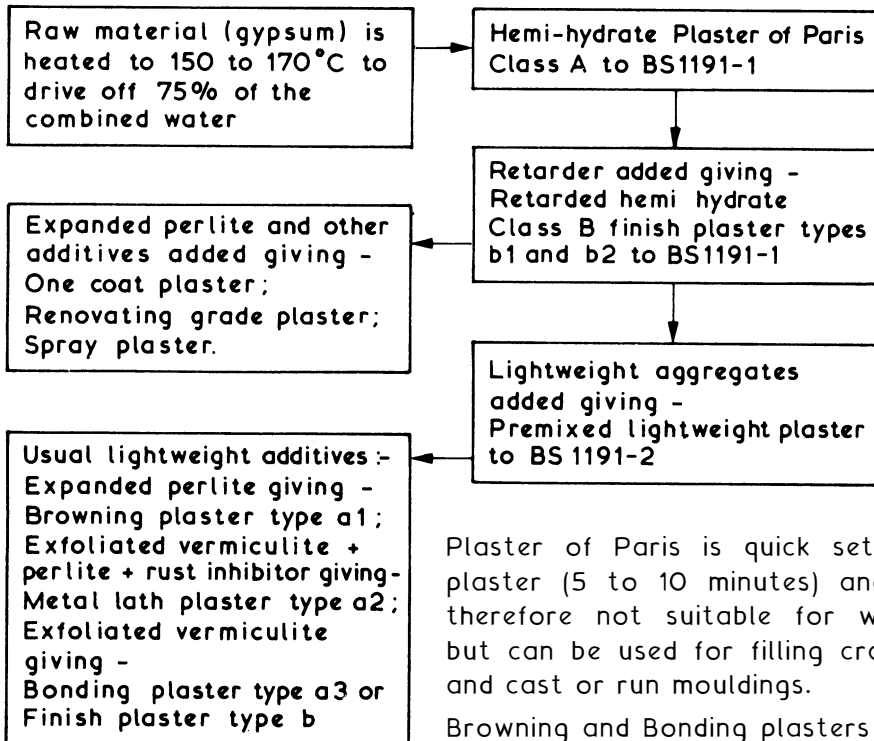 Raw material (gypsum) is
heated to 150 to 170°C to
drive off 75% of the
combined water
Hemi-hydrate Plaster of Paris
Class A to BS1191-1
Retarder added giving -
Retarded hemi hydrate
Class B finish plaster types
b1 and b2 to BS1191-1
Expanded perlite and other
additives added giving -
One coat plaster;
Renovating grade plaster;
Spray plaster.
Lightweight aggregates
added giving -
Premixed lightweight plaster
to BS 1191-2
Usual lightweight additives :-
Expanded perlite giving -
Browning plaster type a1;
Exfoliated vermiculite +
perlite + rust inhibitor giving-
Metal lath plaster type a2;
Exfoliated vermiculite
giving -
Bonding plaster type a3 or
Finish plaster type b
Plaster of Paris is quick set
plaster (5 to 10 minutes) an
therefore not suitable for w
but can be used for filling cra
and cast or run mouldings.
Browning and Bonding plasters